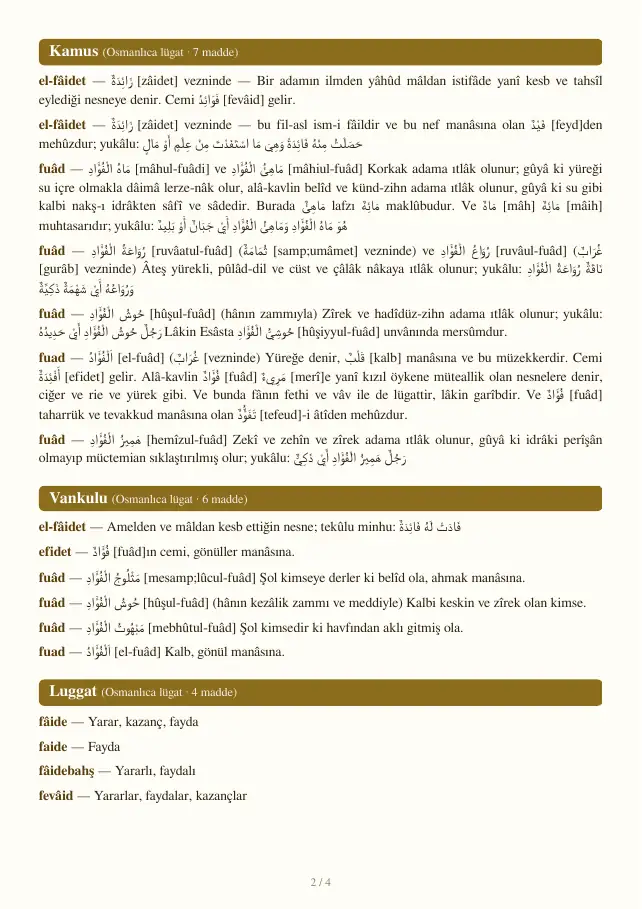 Kamus (Osmanlıca lügat · 7 madde)
el-fâidet — زَائِدَةٌ [zâidet] vezninde — Bir adamın ilmden yâhûd mâldan istifâde yanî kesb ve tahsîl
eylediği nesneye denir. Cemi فَوَائِدُ [fevâid] gelir.
el-fâidet — زَائِدَةٌ [zâidet] vezninde — bu fil-asl ism-i fâildir ve bu nef manâsına olan فَيْدٌ [feyd]den
mehûzdur; yukâlu: حَصَلَتْ مِنْهُ فَائِدَةٌ وَهِيَ مَا اسْتَفَدْتَ مِنْ عِلْمٍ أَوْ مَالٍ
fuâd — مَاهُ الْفُؤَادِ [mâhul-fuâdi] ve مَاهِئُ الْفُؤَادِ [mâhiul-fuâd] Korkak adama ıtlâk olunur; gûyâ ki yüreği
su içre olmakla dâimâ lerze-nâk olur, alâ-kavlin belîd ve künd-zihn adama ıtlâk olunur, gûyâ ki su gibi
kalbi nakş-ı idrâkten sâfî ve sâdedir. Burada مَاهِئٌ lafzı مَائِهٌ maklûbudur. Ve مَاهٌ [mâh] مَائِهٌ [mâih]
muhtasarıdır; yukâlu: هُوَ مَاهُ الْفُؤَادِ وَمَاهِئُ الْفُؤَادِ أَيْ جَبَانٌ أَوْ بَلِيدٌ
fuâd — رُوَاعَةُ الْفُؤَادِ [ruvâatul-fuâd] (ثُمَامَةٌ [samp;umâmet] vezninde) ve رُوَاعُ الْفُؤَادِ [ruvâul-fuâd] (غُرَابٌ
[gurâb] vezninde) Âteş yürekli, pûlâd-dil ve cüst ve çâlâk nâkaya ıtlâk olunur; yukâlu: نَاقَةٌ رُوَاعَةُ الْفُؤَادِ
وَرُوَاعُهُ أَيْ شَهْمَةٌ ذَكِيَّةٌ
fuâd — حُوشُ الْفُؤَادِ [hûşul-fuâd] (hânın zammıyla) Zîrek ve hadîdüz-zihn adama ıtlâk olunur; yukâlu:
رَجُلٌ حُوشُ الْفُؤَادِ أَيْ حَدِيدُهُ Lâkin Esâsta حُوشِيُّ الْفُؤَادِ [hûşiyyul-fuâd] unvânında mersûmdur.
fuad — اَلْفُؤَادُ [el-fuâd] (غُرَابٌ [vezninde) Yüreğe denir, قَلْبٌ [kalb] manâsına ve bu müzekkerdir. Cemi
أَفْئِدَةٌ [efidet] gelir. Alâ-kavlin فُؤَادٌ [fuâd] مَرِيءٌ [merî]e yanî kızıl öykene müteallik olan nesnelere denir,
ciğer ve rie ve yürek gibi. Ve bunda fânın fethi ve vâv ile de lügattir, lâkin garîbdir. Ve فُؤَادٌ [fuâd]
taharrük ve tevakkud manâsına olan تَفَؤُّدٌ [tefeud]-i âtîden mehûzdur.
fuâd — هَمِيزُ الْفُؤَادِ [hemîzul-fuâd] Zekî ve zehîn ve zîrek adama ıtlâk olunur, gûyâ ki idrâki perîşân
olmayıp müctemian sıklaştırılmış olur; yukâlu: رَجُلٌ هَمِيزُ الْفُؤَادِ أَيْ ذَكِيٌّ
Vankulu (Osmanlıca lügat · 6 madde)
el-fâidet — Amelden ve mâldan kesb ettiğin nesne; tekûlu minhu: فَادَتْ لَهُ فَائِدَةٌ
efidet — فُؤَادٌ [fuâd]ın cemi, gönüller manâsına.
fuâd — مَثْلُوجُ الْفُؤَادِ [mesamp;lûcul-fuâd] Şol kimseye derler ki belîd ola, ahmak manâsına.
fuâd — حُوشُ الْفُؤَادِ [hûşul-fuâd] (hânın kezâlik zammı ve meddiyle) Kalbi keskin ve zîrek olan kimse.
fuâd — مَبْهُوتُ الْفُؤَادِ [mebhûtul-fuâd] Şol kimsedir ki havfından aklı gitmiş ola.
fuad — اَلْفُؤَادُ [el-fuâd] Kalb, gönül manâsına.
Luggat (Osmanlıca lügat · 4 madde)
fâide — Yarar, kazanç, fayda
faide — Fayda
fâidebahş — Yararlı, faydalı
fevâid — Yararlar, faydalar, kazançlar
2 / 4